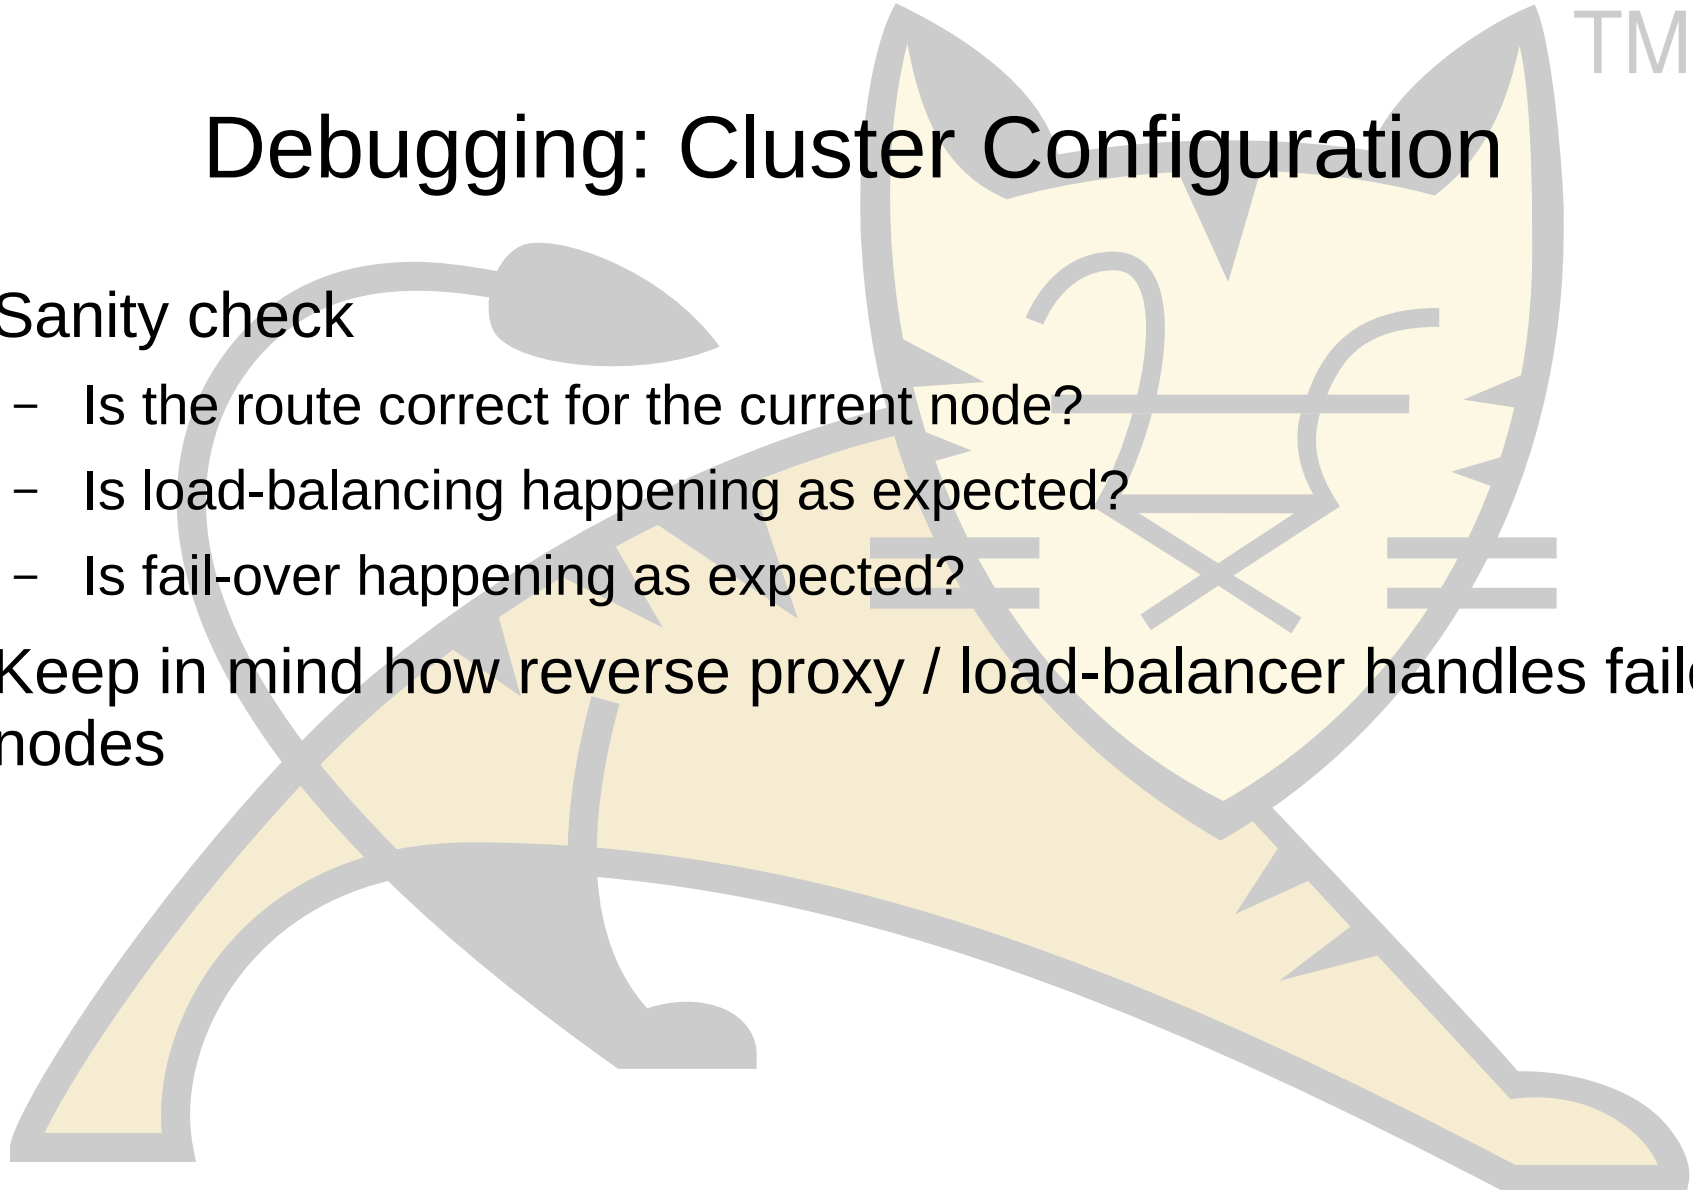 TM
Debugging: Cluster Configuration
Sanity check
– Is the route correct for the current node?
– Is load-balancing happening as expected?
– Is fail-over happening as expected?
Keep in mind how reverse proxy / load-balancer handles faile
nodes